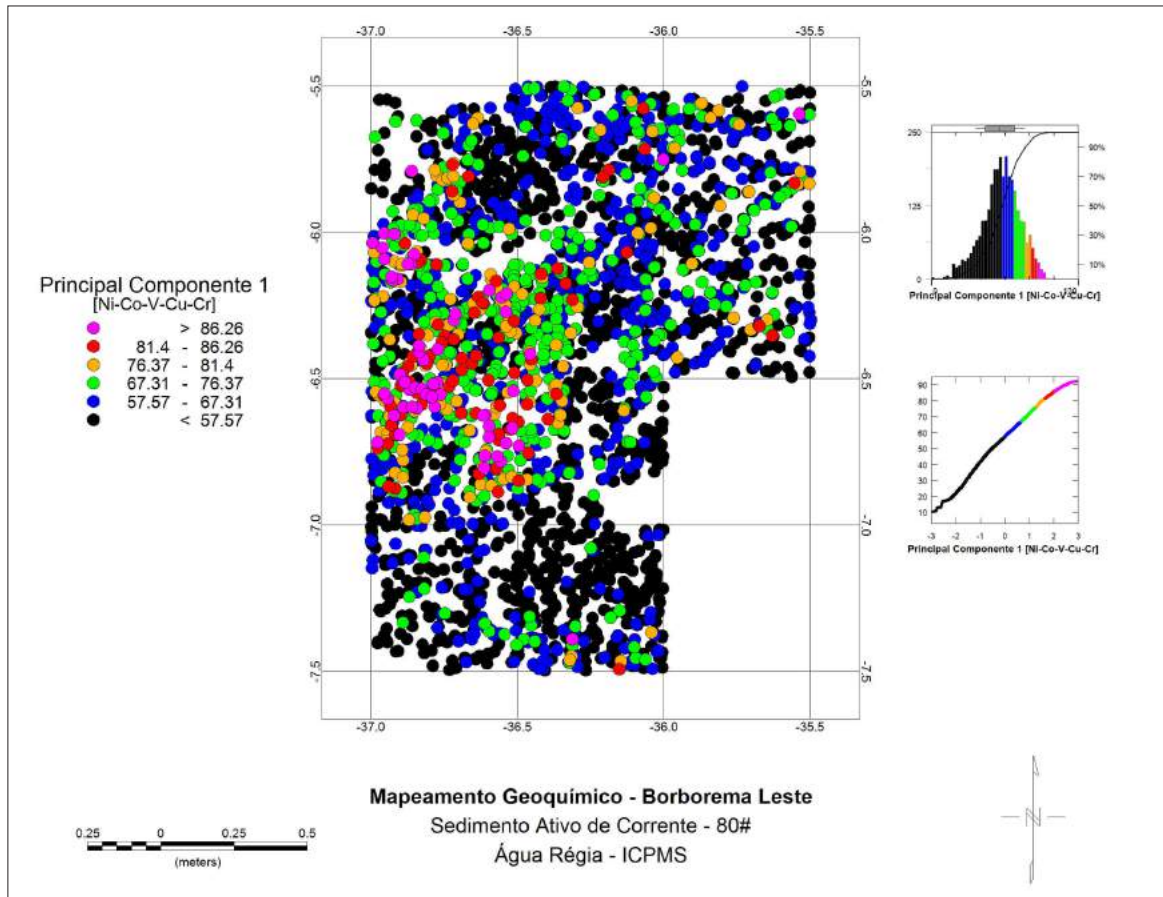 -37.0 -36.5 -36.0 -35.5
-5.5 -5.5
-6.0 -6.0
-6.5 -6.5
-7.0 -7.0
-7.5 -7.5
-37.0 -36.5 -36.0 -35.5
Principal Componente 1
[Ni-Co-V-Cu-Cr]
> 86.26
81.4 - 86.26
76.37 - 81.4
67.31 - 76.37
57.57 - 67.31
< 57.57
250
125
0
90%
70%
50%
30%
10%
Principal Componente 1 [Ni-Co-V-Cu-Cr]
90
80
70
60
50
40
30
20
10
-3 -2 -1 0 1 2 3
Principal Componente 1 [Ni-Co-V-Cu-Cr]
Mapeamento Geoquímico - Borborema Leste
Sedimento Ativo de Corrente - 80#
Água Régia - ICPMS
0.25 0 0.25 0.5
(meters)
N